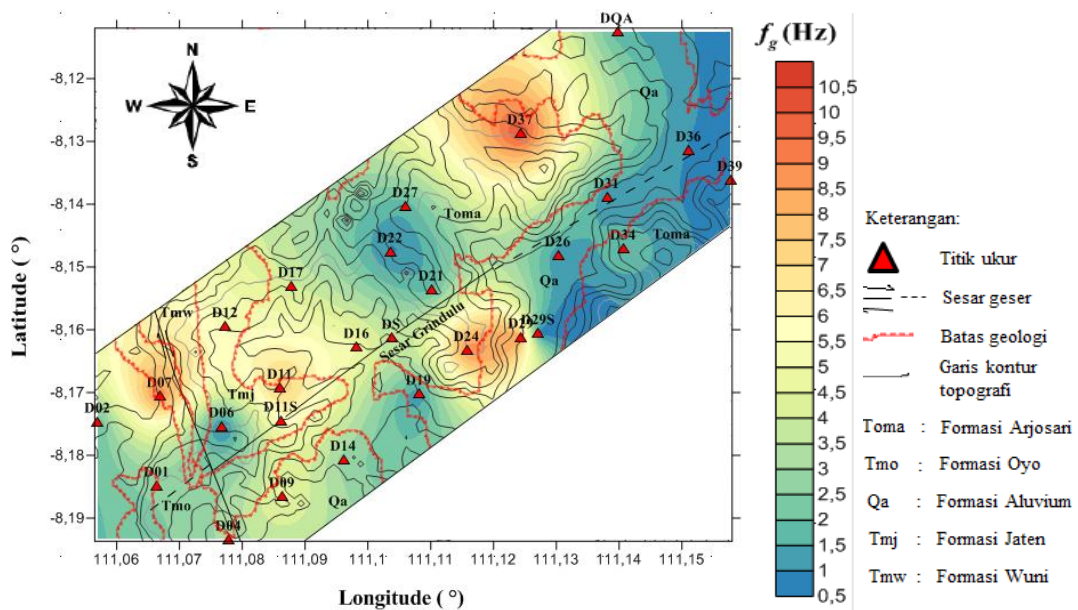 DQA
f_g (Hz)
N
W E
S
-8,12
-8,13
-8,14
-8,15
-8,16
-8,17
-8,18
-8,19
Latitude ( °)
111,06 111,07 111,08 111,09 111,1 111,11 111,12 111,13 111,14 111,15
Longitude ( °)
Qa
D37
D36
D39
D27
Toma
D31
D22
D34
Toma
D26
D17
D21
Qa
Tmw
D12
D16
DS
Sesar Grindulu
D24
D29
D29S
D07
D11
Tmj
D19
D02
D06
D11S
D14
D01
D09
Qa
Tmo
D04
10,5
10
9,5
9
8,5
8
7,5
7
6,5
6
5,5
5
4,5
4
3,5
3
2,5
2
1,5
1
0,5
Keterangan:
Titik ukur
Sesar geser
Batas geologi
Garis kontur
topografi
Toma : Formasi Arjosari
Tmo : Formasi Oyo
Qa : Formasi Aluvium
Tmj : Formasi Jaten
Tmw : Formasi Wuni